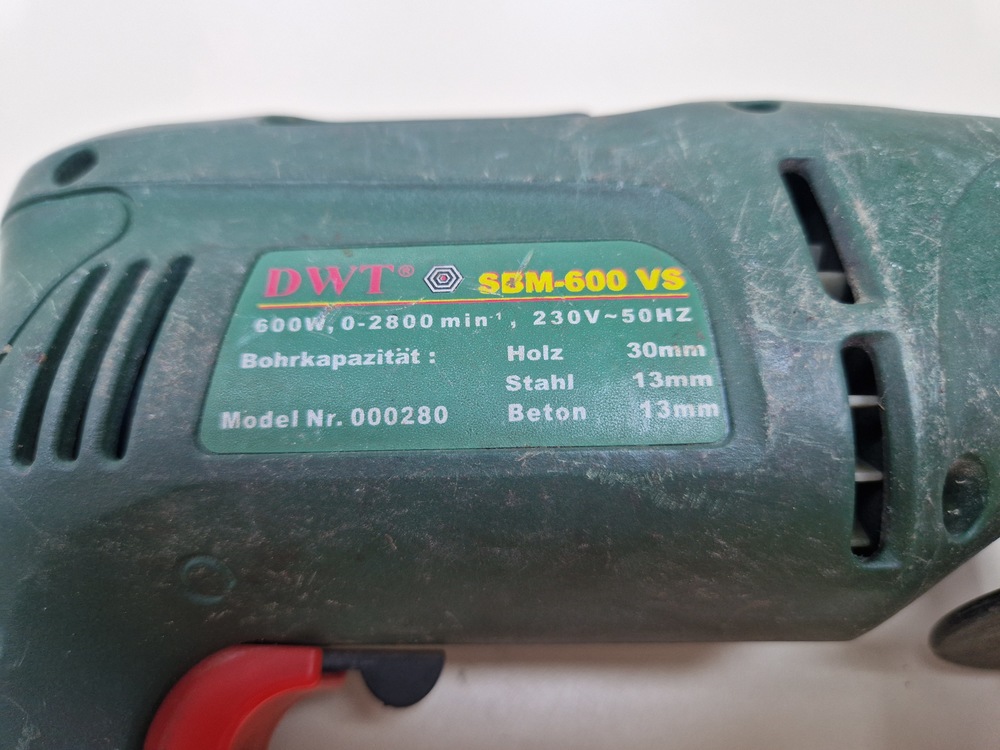 DWT® SBM-600 VS
600W, 0-2800 min⁻¹, 230V~50HZ
Bohrkapazität : Holz 30mm
Stahl 13mm
Model Nr. 000280 Beton 13mm